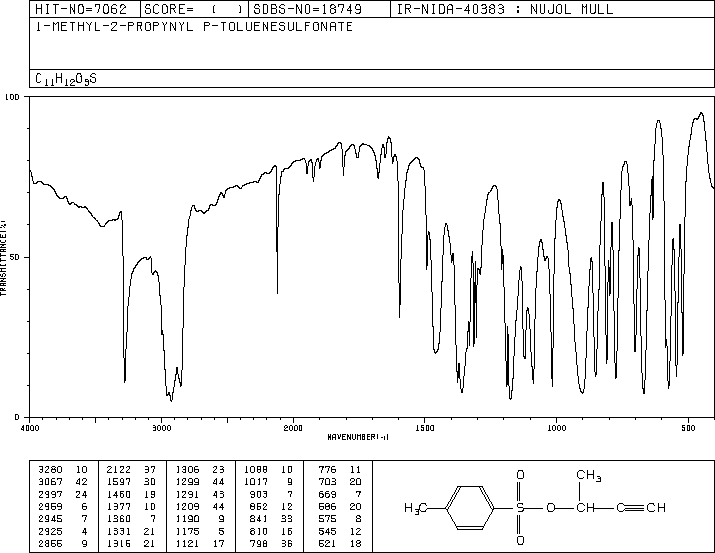 HIT-NO=7062 SCORE= ( ) SDBS-NO=18749 IR-NIDA-40383 : NUJOL MULL
1-METHYL-2-PROPYNYL P-TOLUENESULFONATE
C11H12O3S
100
50
0
TRANSMITTANCE(%)
4000 3000 2000 1500 1000 500
WAVENUMBER(-1)
3280 10 2122 37 1306 23 1088 10 776 11
3067 42 1597 30 1299 44 1017 9 703 20
2997 24 1460 19 1291 43 903 7 669 7
2969 6 1377 10 1209 44 852 12 586 20
2945 7 1360 7 1190 9 841 33 575 8
2925 4 1331 21 1175 5 810 16 545 12
2855 9 1316 21 1121 17 798 36 521 18
CH3
O
H3C S O CH C≡CH
O